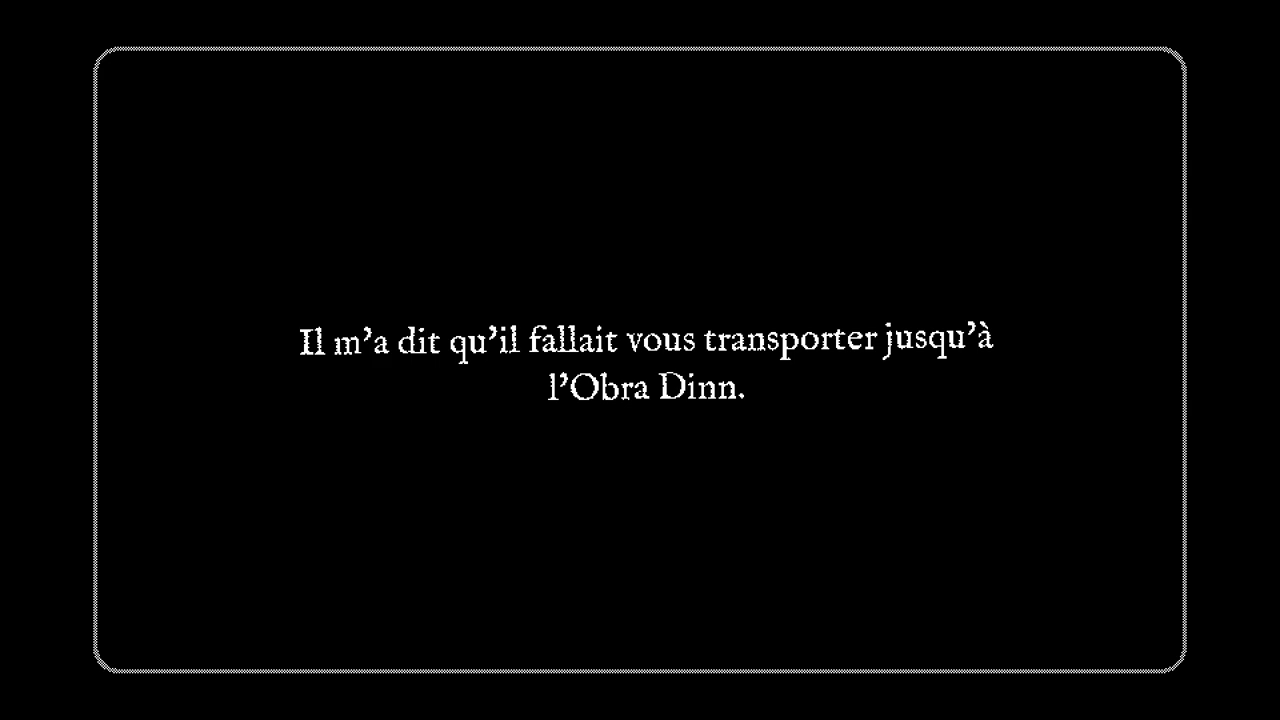 Il m’a dit qu’il fallait vous transporter jusqu’à
l’Obra Dinn.